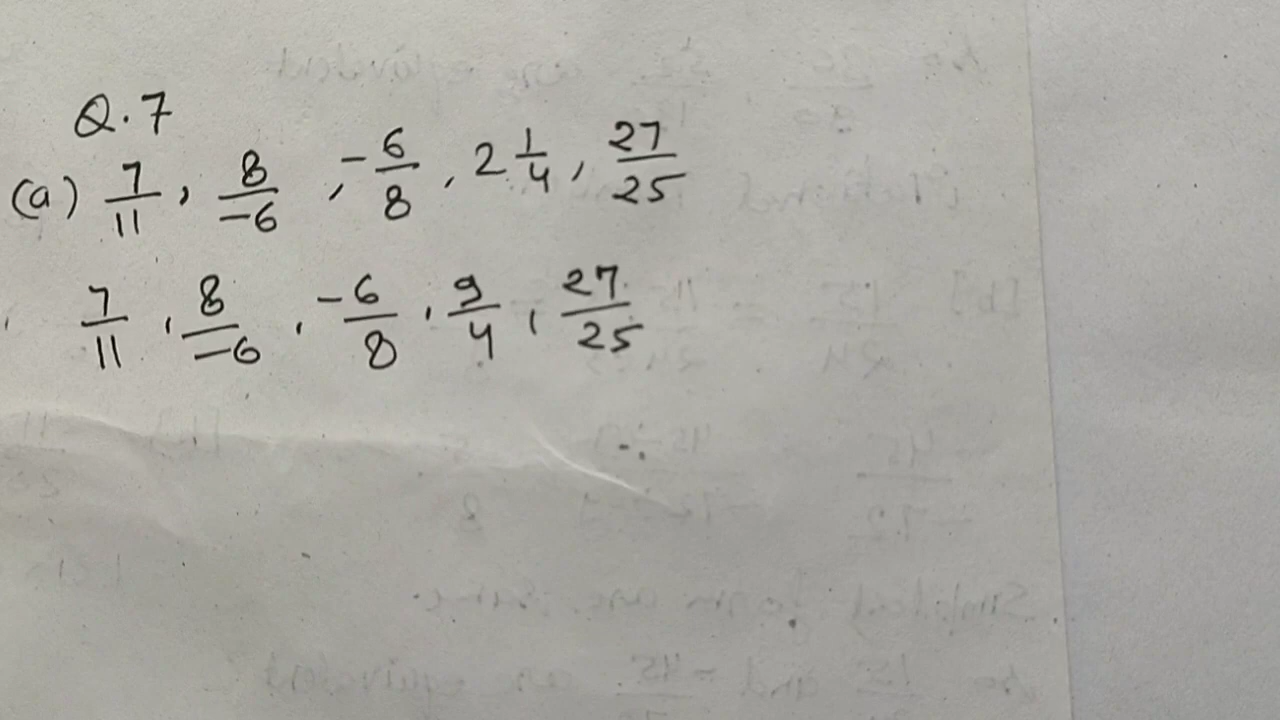 Q.7
(a) 7/11, 8/-6, -6/8, 2 1/4, 27/25
7/11, 8/-6, -6/8, 9/4, 27/25